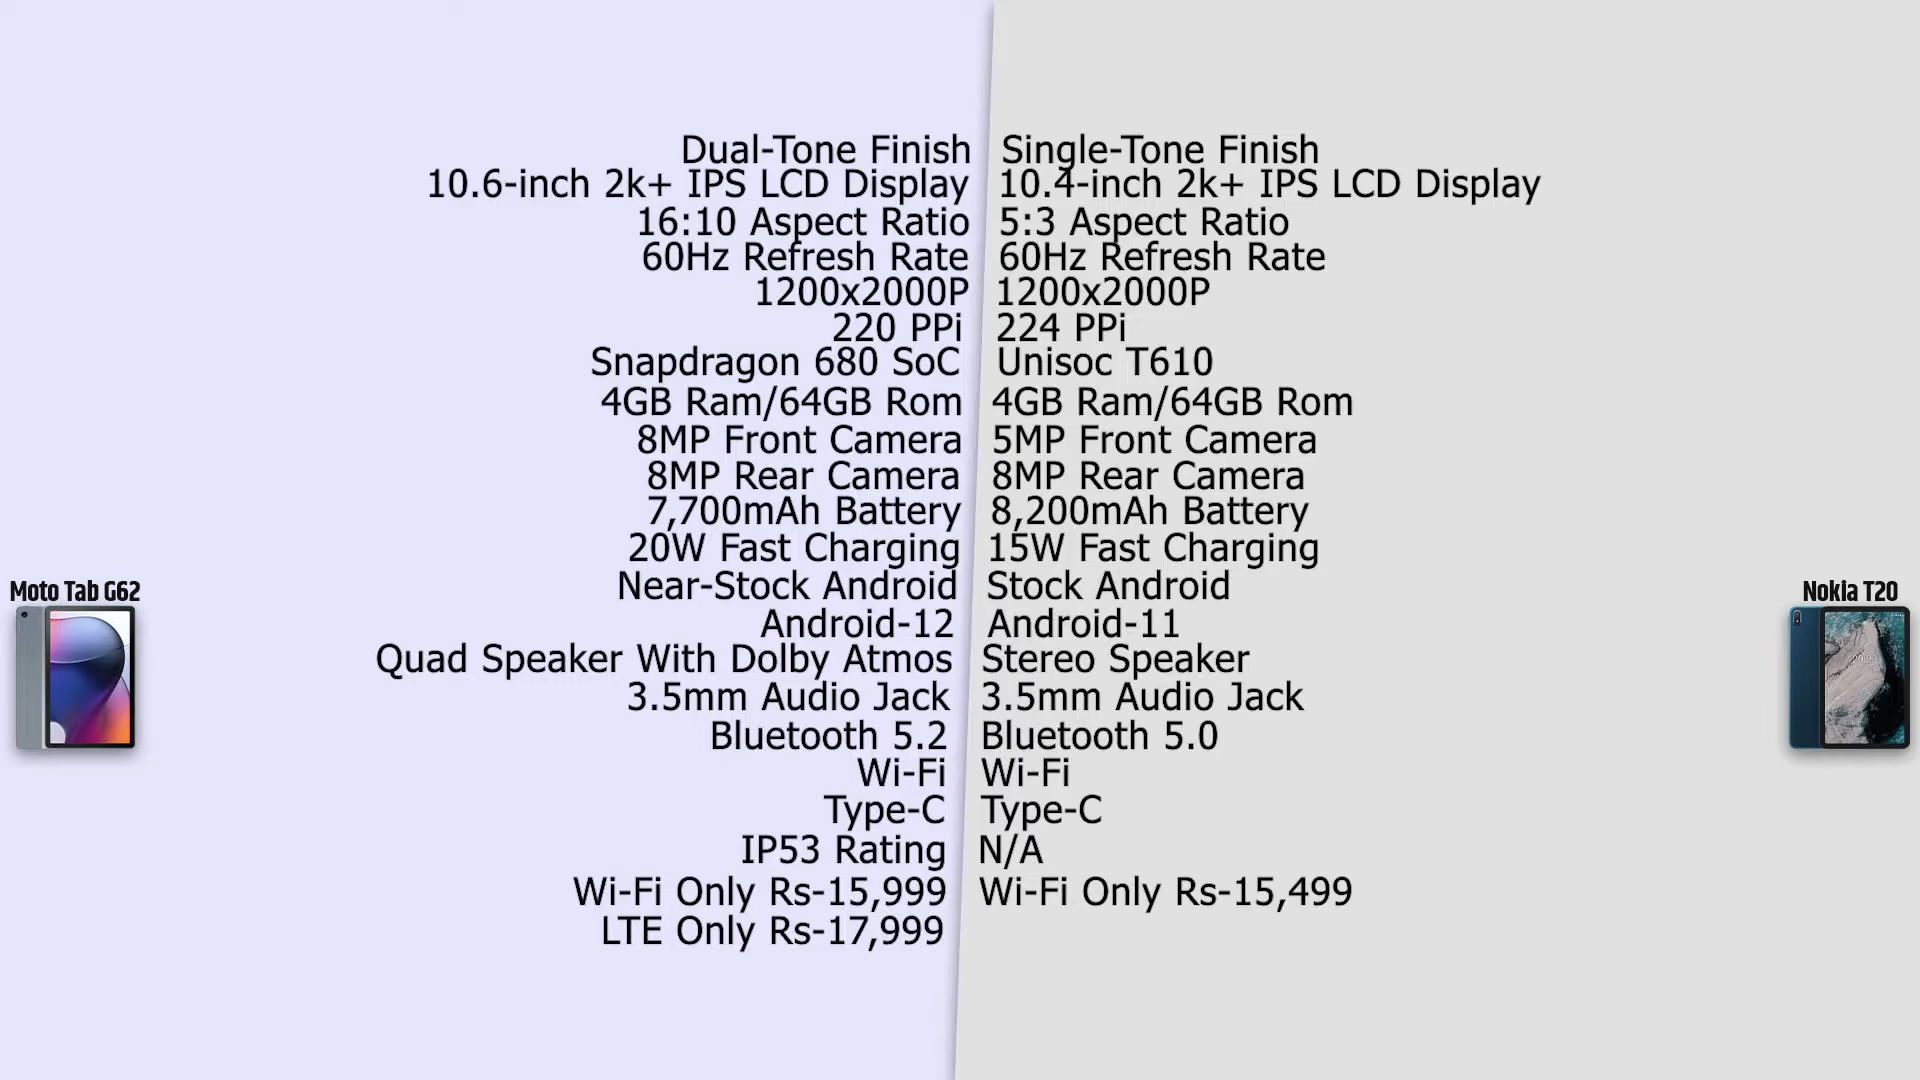 Dual-Tone Finish Single-Tone Finish
10.6-inch 2k+ IPS LCD Display 10.4-inch 2k+ IPS LCD Display
16:10 Aspect Ratio 5:3 Aspect Ratio
60Hz Refresh Rate 60Hz Refresh Rate
1200x2000P 1200x2000P
220 PPi 224 PPi
Snapdragon 680 SoC Unisoc T610
4GB Ram/64GB Rom 4GB Ram/64GB Rom
8MP Front Camera 5MP Front Camera
8MP Rear Camera 8MP Rear Camera
7,700mAh Battery 8,200mAh Battery
20W Fast Charging 15W Fast Charging
Near-Stock Android Stock Android
Moto Tab G62 Nokia T20
Android-12 Android-11
Quad Speaker With Dolby Atmos Stereo Speaker
3.5mm Audio Jack 3.5mm Audio Jack
Bluetooth 5.2 Bluetooth 5.0
Wi-Fi Wi-Fi
Type-C Type-C
IP53 Rating N/A
Wi-Fi Only Rs-15,999 Wi-Fi Only Rs-15,499
LTE Only Rs-17,999